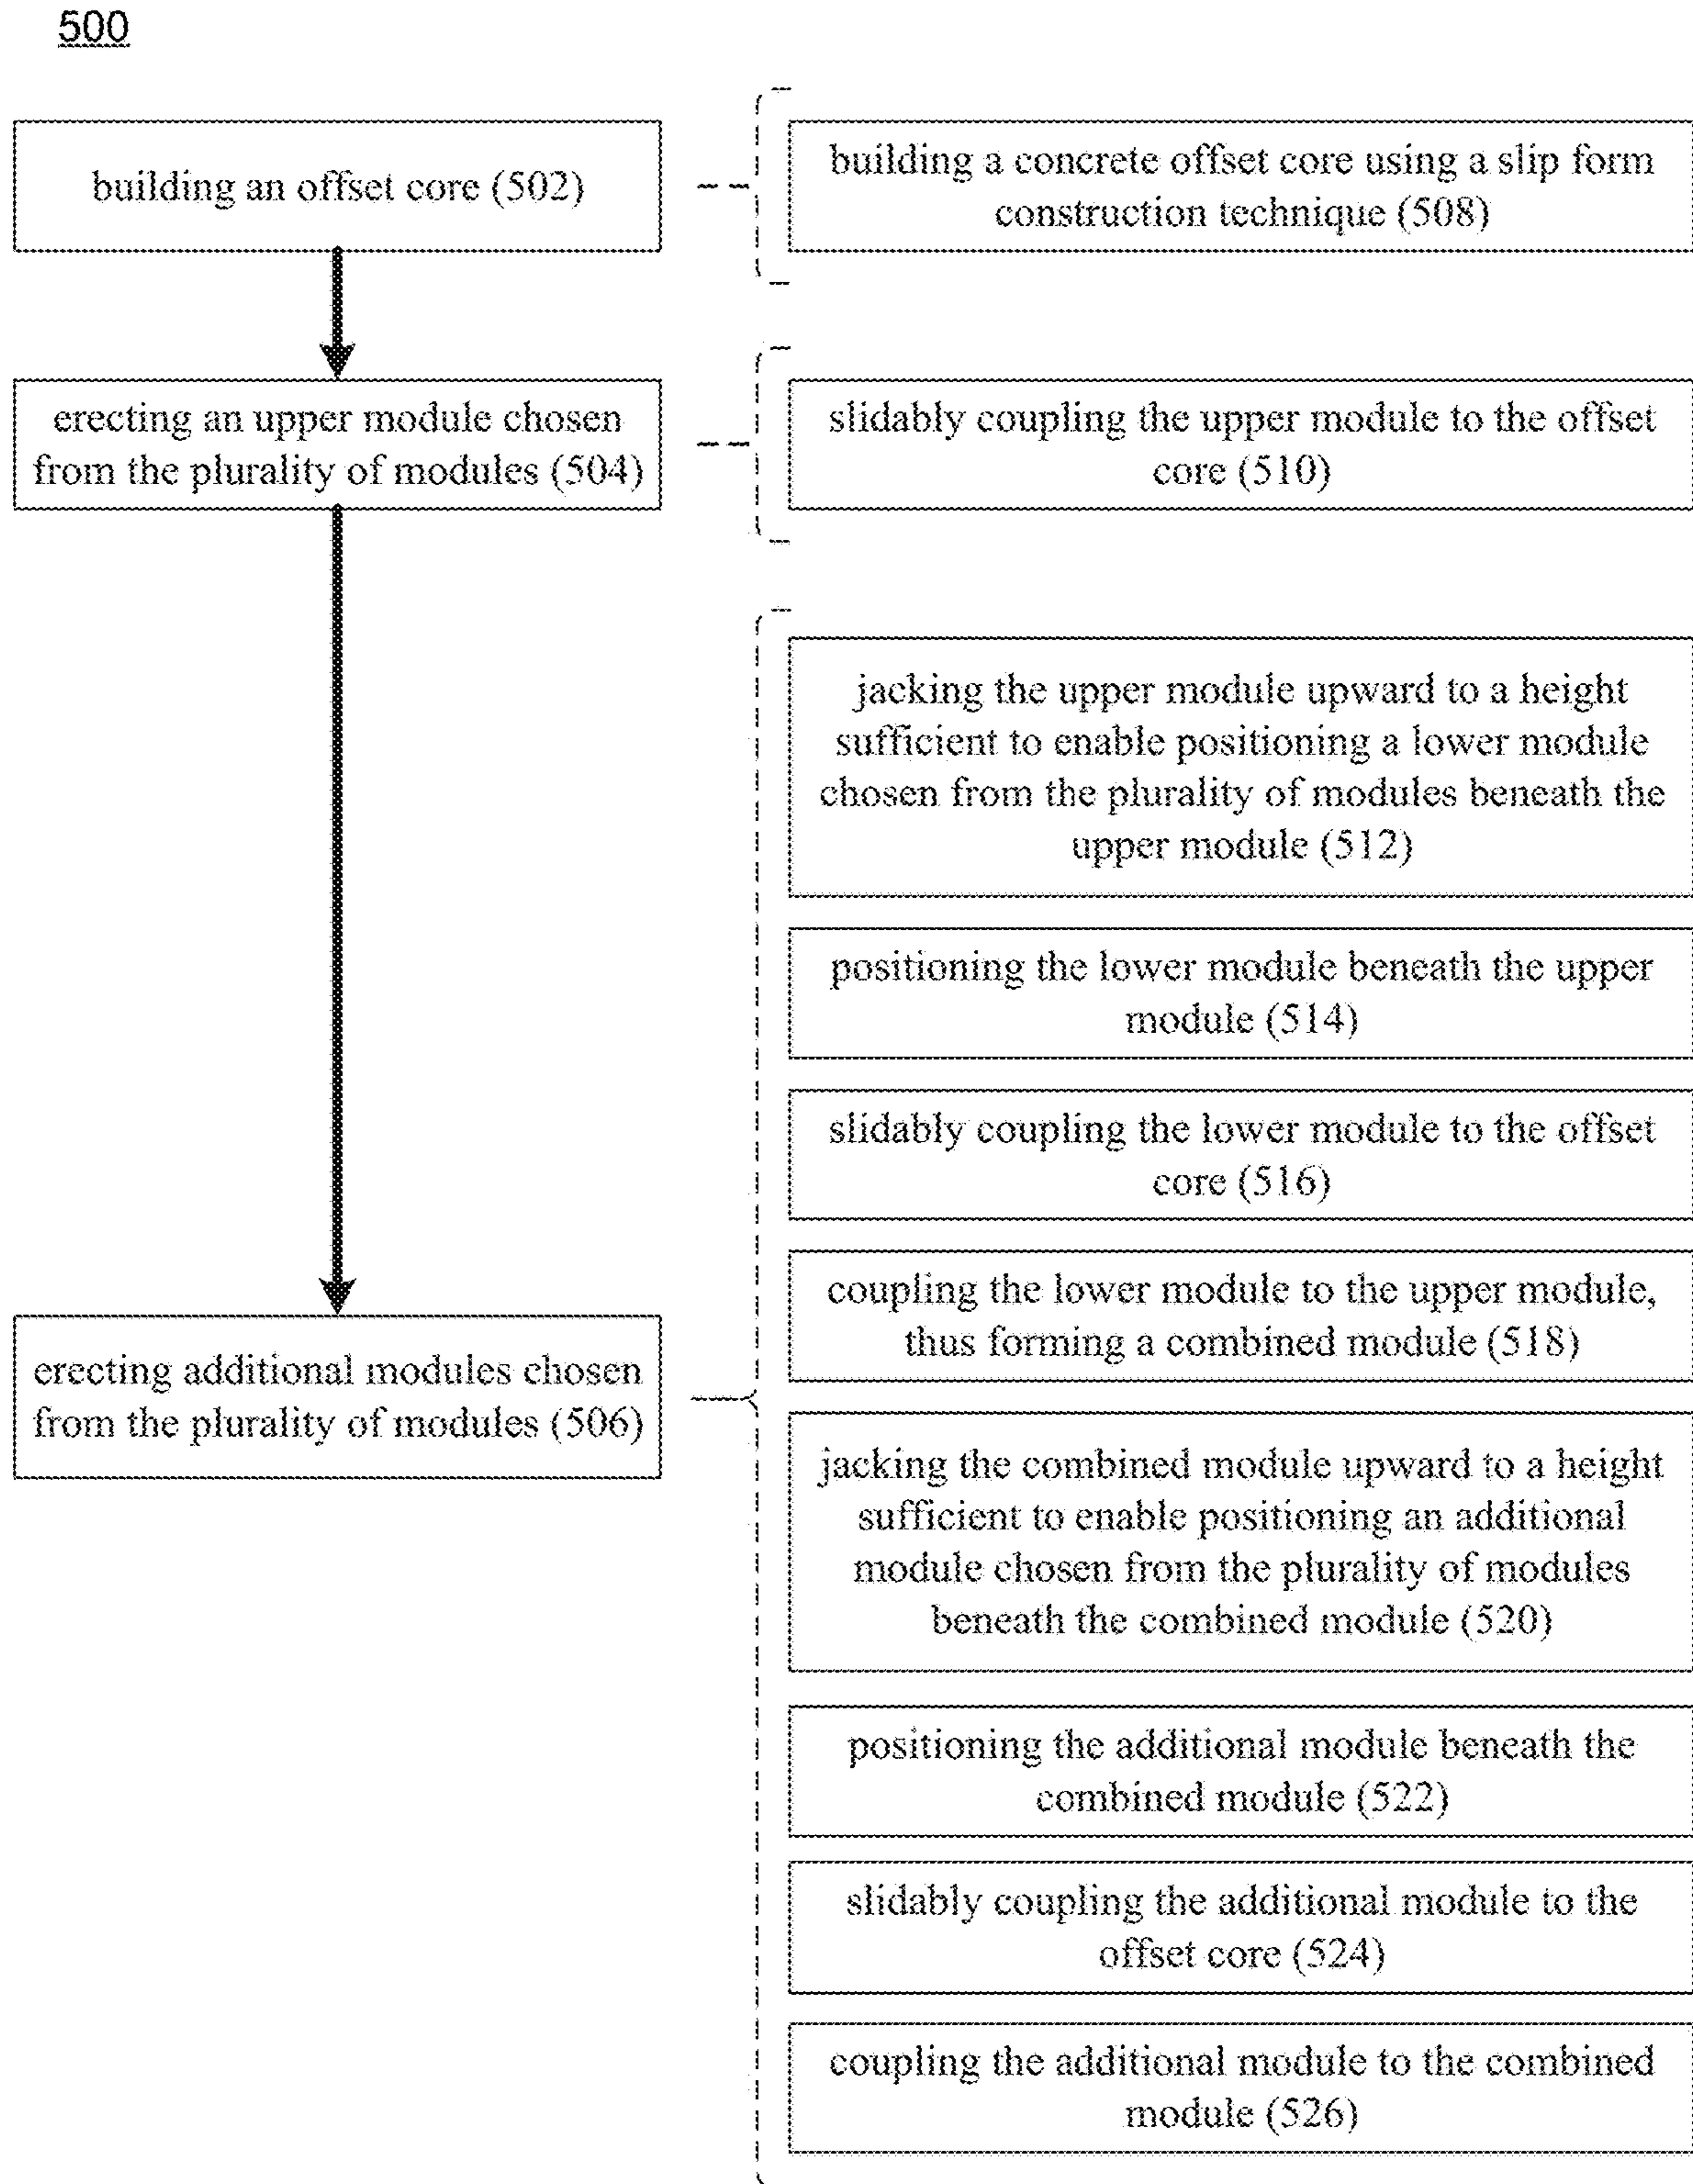 500
building an offset core (502)
building a concrete offset core using a slip form
construction technique (508)
erecting an upper module chosen
from the plurality of modules (504)
slidably coupling the upper module to the offset
core (510)
erecting additional modules chosen
from the plurality of modules (506)
jacking the upper module upward to a height
sufficient to enable positioning a lower module
chosen from the plurality of modules beneath the
upper module (512)
positioning the lower module beneath the upper
module (514)
slidably coupling the lower module to the offset
core (516)
coupling the lower module to the upper module,
thus forming a combined module (518)
jacking the combined module upward to a height
sufficient to enable positioning an additional
module chosen from the plurality of modules
beneath the combined module (520)
positioning the additional module beneath the
combined module (522)
slidably coupling the additional module to the
offset core (524)
coupling the additional module to the combined
module (526)